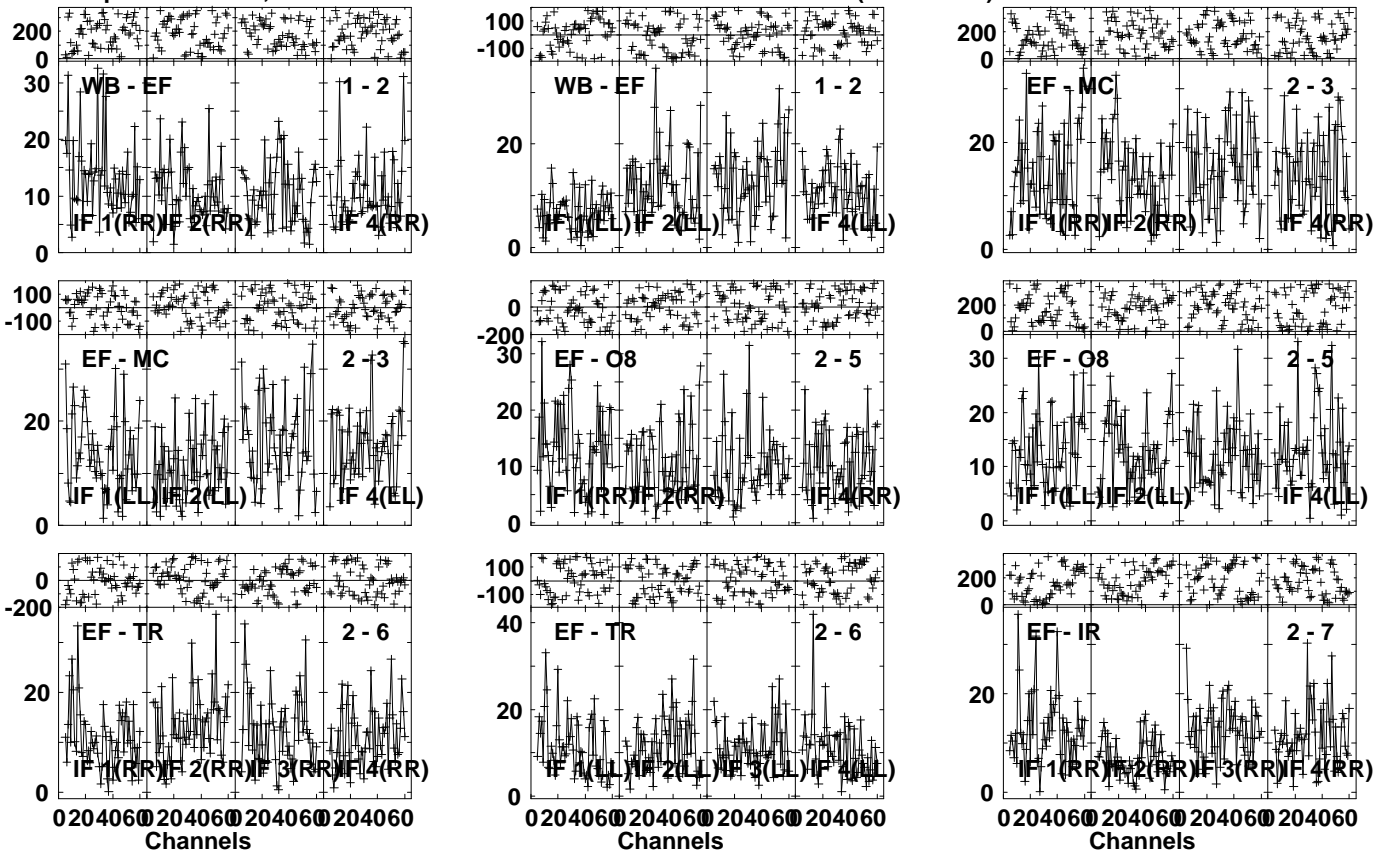 200
0
100
-100
200
0
30
20
10
0
WB - EF
1 - 2
IF 1(RR)
IF 2(RR)
IF 4(RR)
20
0
WB - EF
1 - 2
IF 1(LL)
IF 2(LL)
IF 4(LL)
20
0
EF - MC
2 - 3
IF 1(RR)
IF 2(RR)
IF 4(RR)
100
-100
0
-200
200
0
20
0
EF - MC
2 - 3
IF 1(LL)
IF 2(LL)
IF 4(LL)
30
20
10
0
EF - O8
2 - 5
IF 1(RR)
IF 2(RR)
IF 4(RR)
30
20
10
0
EF - O8
2 - 5
IF 1(LL)
IF 2(LL)
IF 4(LL)
0
-200
100
-100
200
0
20
0
EF - TR
2 - 6
IF 1(RR)
IF 2(RR)
IF 3(RR)
IF 4(RR)
40
20
0
EF - TR
2 - 6
IF 1(LL)
IF 2(LL)
IF 3(LL)
IF 4(LL)
20
0
EF - IR
2 - 7
IF 1(RR)
IF 2(RR)
IF 3(RR)
IF 4(RR)
0 20 40 60 0 20 40 60 0 20 40 60 0 20 40 60
Channels
0 20 40 60 0 20 40 60 0 20 40 60 0 20 40 60
Channels
0 20 40 60 0 20 40 60 0 20 40 60 0 20 40 60
Channels